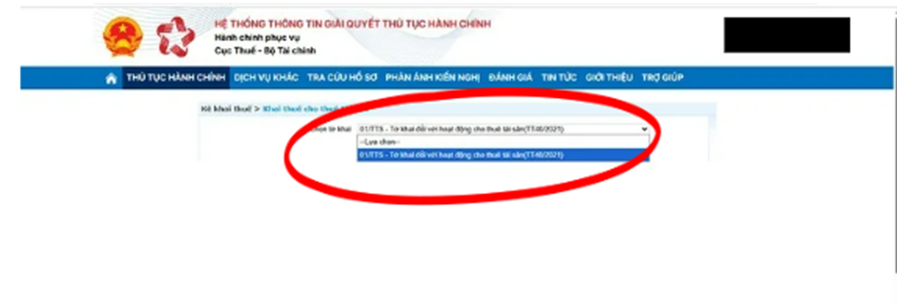 HỆ THỐNG THÔNG TIN GIẢI QUYẾT THỦ TỤC HÀNH CHÍNH
Hành chính phục vụ
Cục Thuế - Bộ Tài chính
THỦ TỤC HÀNH CHÍNH DỊCH VỤ KHÁC TRA CỨU HỒ SƠ PHẢN ÁNH KIẾN NGHỊ ĐÁNH GIÁ TIN TỨC GIỚI THIỆU TRỢ GIÚP
Kê khai thuế > Khai thuế cho thuê
Chọn tờ khai 01/TTS - Tờ khai đối với hoạt động cho thuê tài sản(TT40/2021)
--Lựa chọn--
01/TTS - Tờ khai đối với hoạt động cho thuê tài sản(TT40/2021)